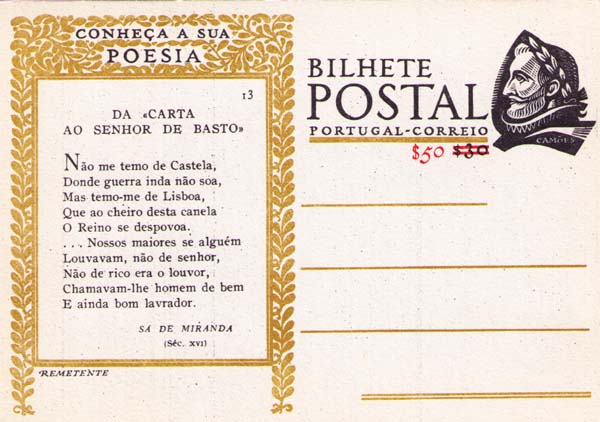 CONHEÇA A SUA
POESIA
13
DA «CARTA
AO SENHOR DE BASTO»
Não me temo de Castela,
Donde guerra inda não soa,
Mas temo-me de Lisboa,
Que ao cheiro desta canela
O Reino se despovoa.
... Nossos maiores se alguém
Louvavam, não de senhor,
Não de rico era o louvor,
Chamavam-lhe homem de bem
E ainda bom lavrador.
SÁ DE MIRANDA
(Séc. XVI)
REMETENTE
BILHETE
POSTAL
PORTUGAL-CORREIO
$50 $30
CAMÕES